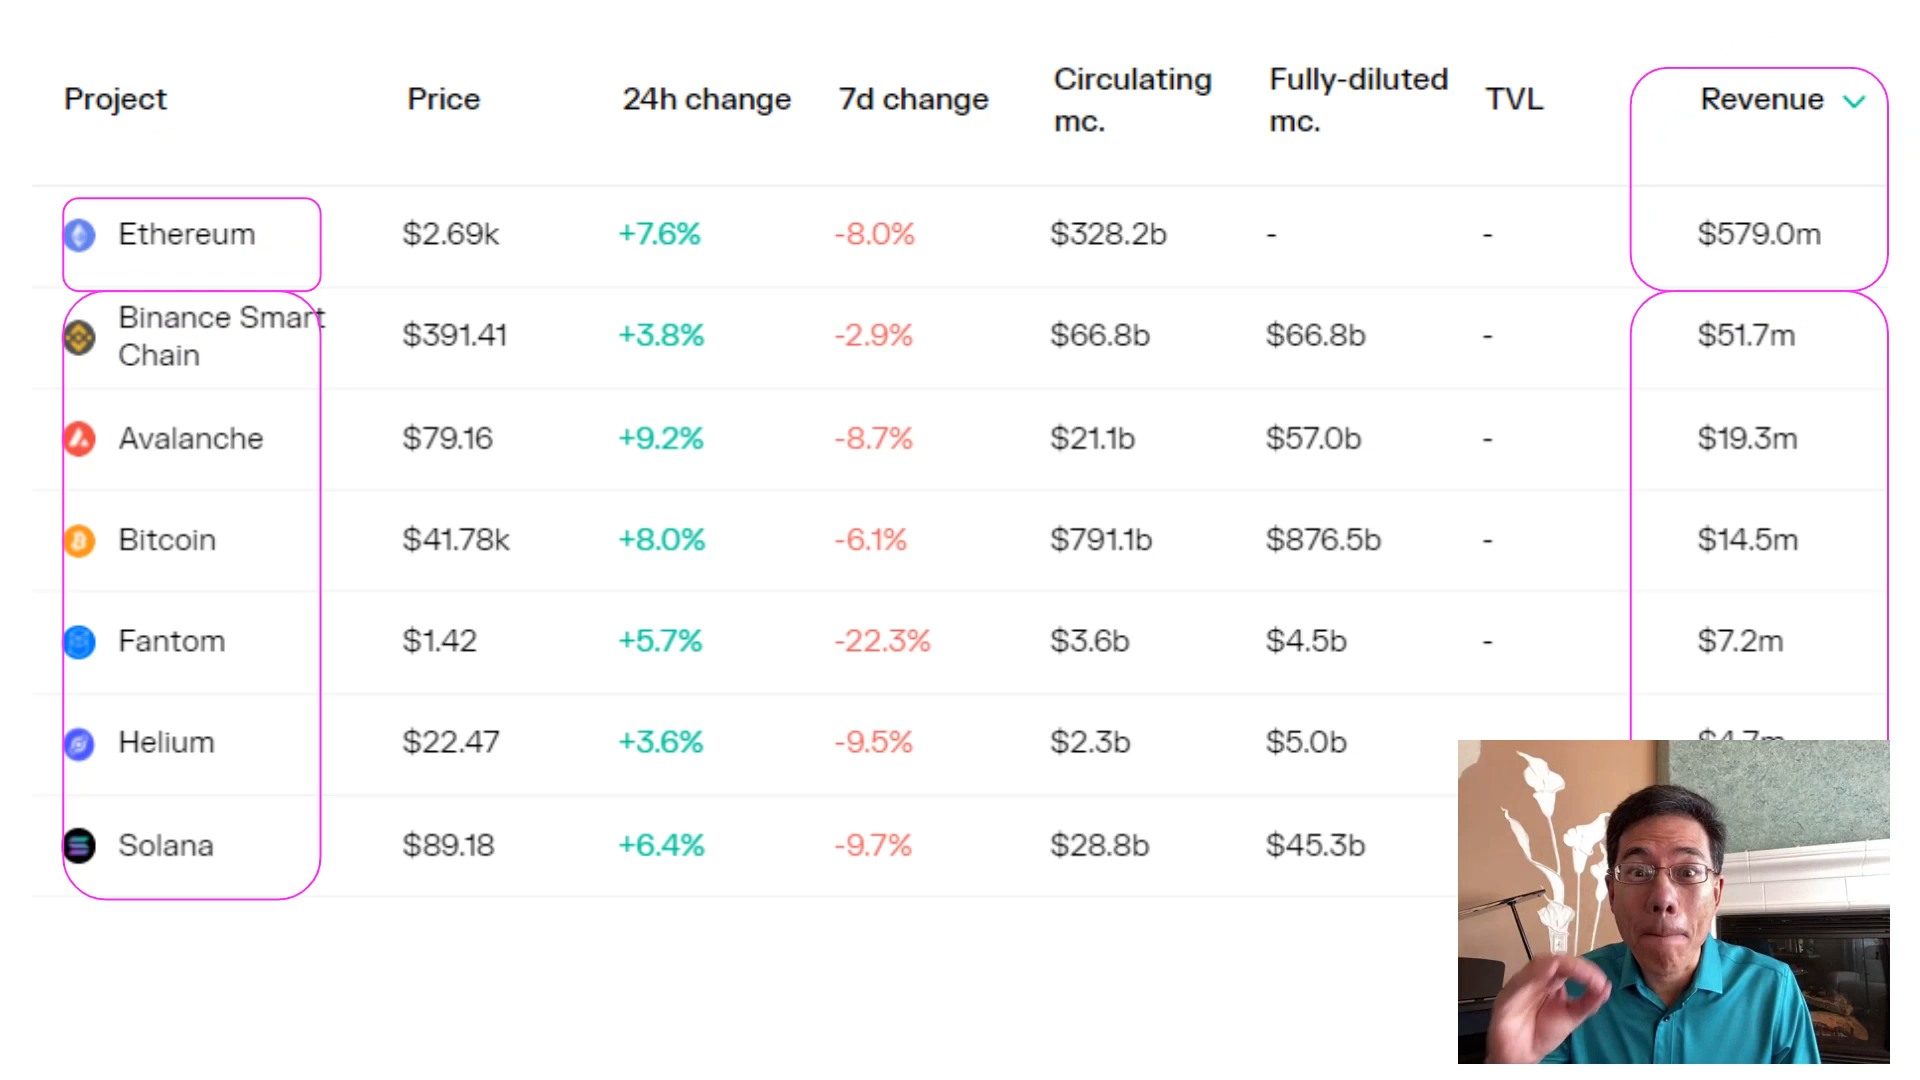 Project Price 24h change 7d change Circulating mc. Fully-diluted mc. TVL Revenue
Ethereum $2.69k +7.6% -8.0% $328.2b - - $579.0m
Binance Smart Chain $391.41 +3.8% -2.9% $66.8b $66.8b - $51.7m
Avalanche $79.16 +9.2% -8.7% $21.1b $57.0b - $19.3m
Bitcoin $41.78k +8.0% -6.1% $791.1b $876.5b - $14.5m
Fantom $1.42 +5.7% -22.3% $3.6b $4.5b - $7.2m
Helium $22.47 +3.6% -9.5% $2.3b $5.0b
Solana $89.18 +6.4% -9.7% $28.8b $45.3b